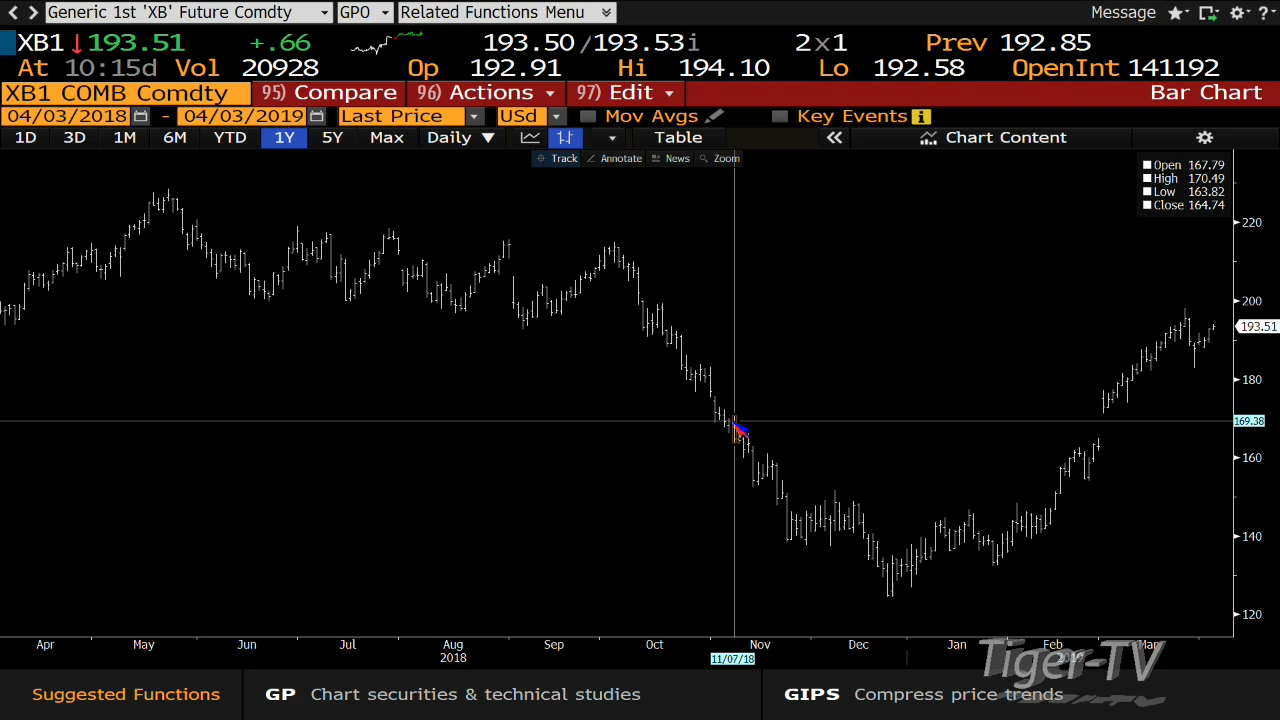 Generic 1st 'XB' Future Comdty GPO Related Functions Menu Message ?
XB1 193.51 +.66 193.50 /193.53i 2x1 Prev 192.85
At 10:15d Vol 20928 Op 192.91 Hi 194.10 Lo 192.58 OpenInt 141192
XB1 COMB Comdty 95) Compare 96) Actions 97) Edit Bar Chart
04/03/2018 - 04/03/2019 Last Price USd Mov Avgs Key Events i
1D 3D 1M 6M YTD 1Y 5Y Max Daily Table Chart Content
Track Annotate News Zoom
Open 167.79
High 170.49
Low 163.82
Close 164.74
220
200
193.51
180
169.38
160
140
120
Apr May Jun Jul Aug Sep Oct Nov Dec Jan Feb Mar
2018 11/07/18 2019
Tiger-TV
Suggested Functions GP Chart securities & technical studies GIPS Compress price trends